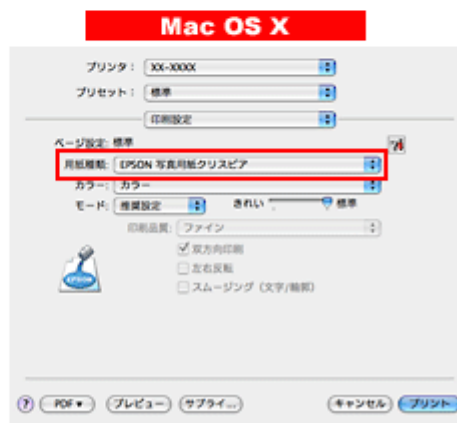 Mac OS X
プリンタ： XX-XXXX
プリセット： 標準
印刷設定
ページ設定: 標準
用紙種類: EPSON 写真用紙クリスピア
カラー: カラー
モード: 推奨設定 きれい 標準
印刷品質: ファイン
双方向印刷
左右反転
スムージング（文字/輪郭）
EPSON
? PDF▼ プレビュー サプライ... キャンセル プリント